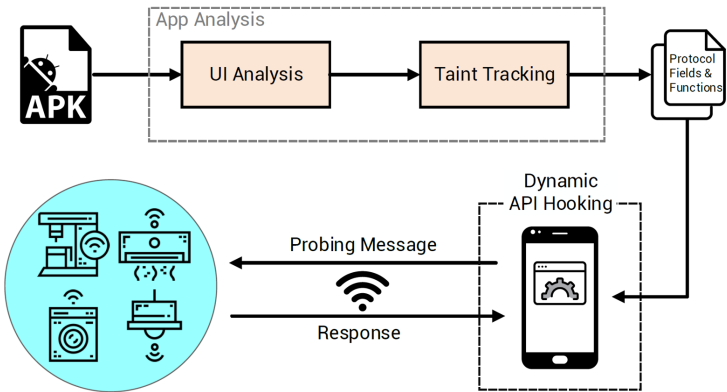 App Analysis
APK
UI Analysis
Taint Tracking
Protocol
Fields &
Functions
Dynamic
API Hooking
Probing Message
Response